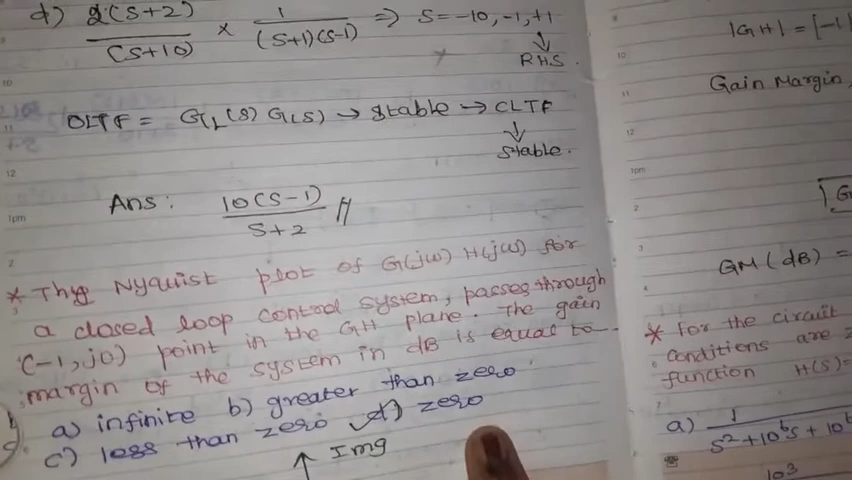 d) 2(S+2)/(S+10) × 1/(S+1)(S-1) => S = -10, -1, +1
↓
RHS.
OLTF = GL(S) G(S) → stable → CLTF
↓
stable.
Ans: 10(S-1)/S+2 //
* The Nyquist plot of G(jω) H(jω) for
a closed loop control system, passes through
(-1, j0) point in the GH plane. The gain
margin of the system in dB is equal to
a) infinite b) greater than zero
c) less than zero ✓d) zero
↑ Img
|GH| = |-1|
Gain Margin,
GM (dB) =
* For the circuit
conditions are
function H(S) =
a) 1/S²+10⁶S+10⁶
10³